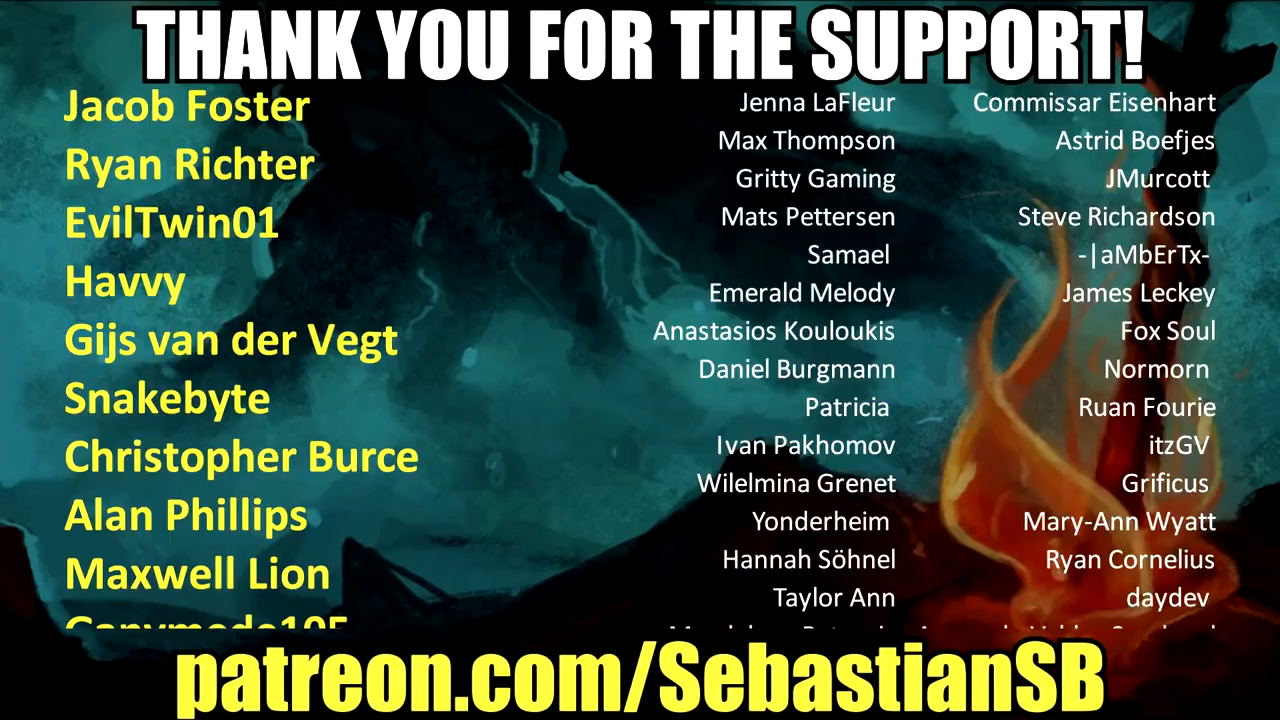 THANK YOU FOR THE SUPPORT!
Jacob Foster
Ryan Richter
EvilTwin01
Havvy
Gijs van der Vegt
Snakebyte
Christopher Burce
Alan Phillips
Maxwell Lion
Jenna LaFleur
Max Thompson
Gritty Gaming
Mats Pettersen
Samael
Emerald Melody
Anastasios Kouloukis
Daniel Burgmann
Patricia
Ivan Pakhomov
Wilelmina Grenet
Yonderheim
Hannah Söhnel
Taylor Ann
Commissar Eisenhart
Astrid Boefjes
JMurcott
Steve Richardson
-|aMbErTx-
James Leckey
Fox Soul
Normorn
Ruan Fourie
itzGV
Grificus
Mary-Ann Wyatt
Ryan Cornelius
daydev
patreon.com/SebastianSB